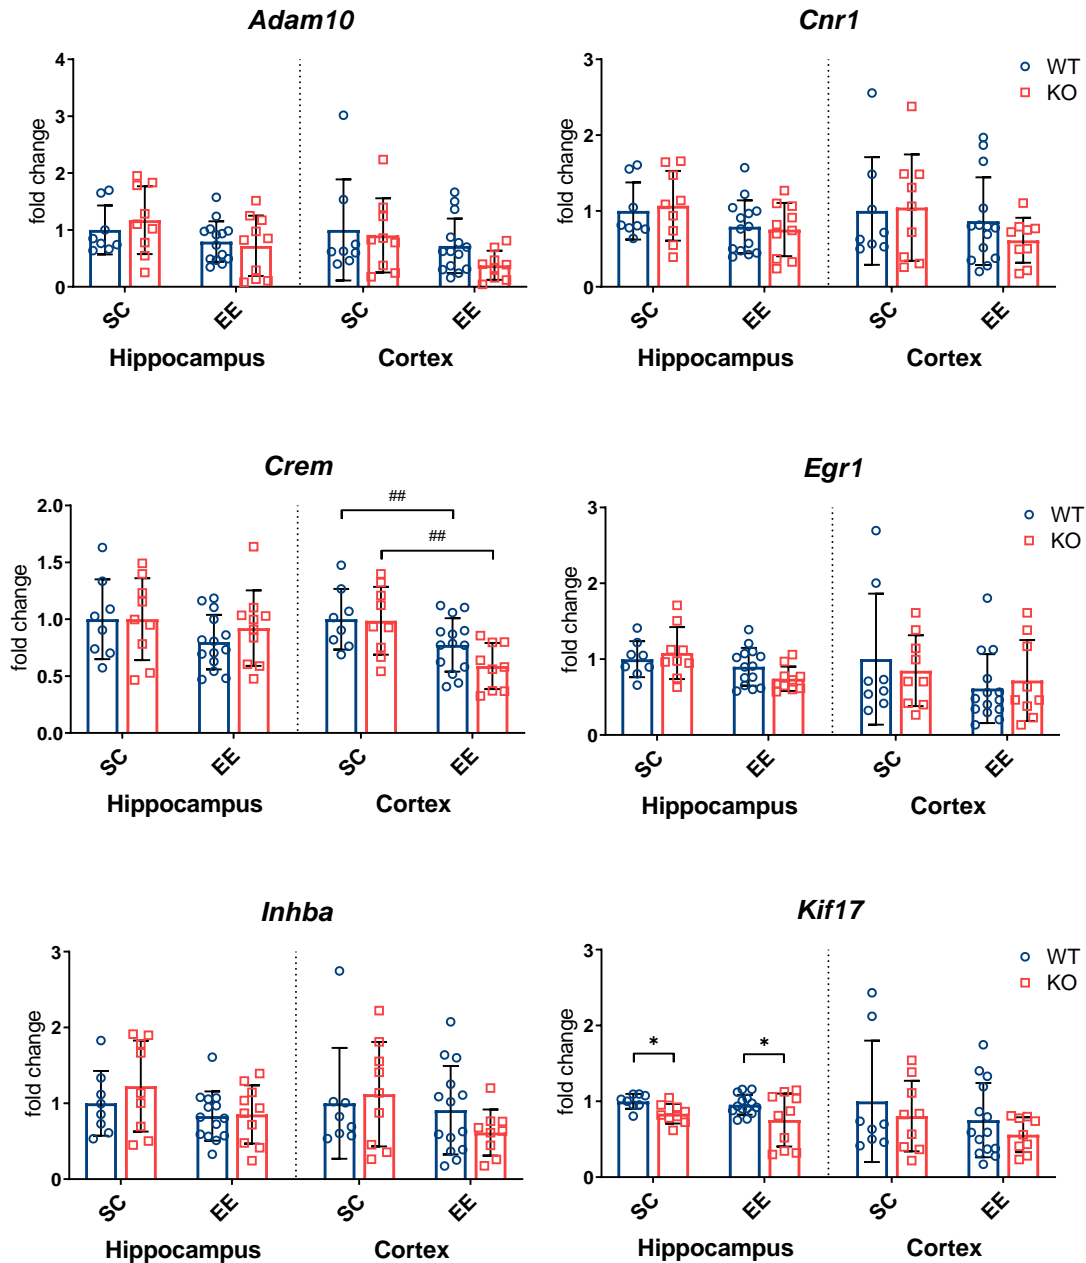 Adam10
fold change
4
3
2
1
0
SC
EE
SC
EE
Hippocampus
Cortex
Cnr1
WT
KO
fold change
3
2
1
0
SC
EE
SC
EE
Hippocampus
Cortex
Crem
##
##
fold change
2.0
1.5
1.0
0.5
0.0
SC
EE
SC
EE
Hippocampus
Cortex
Egr1
WT
KO
fold change
3
2
1
0
SC
EE
SC
EE
Hippocampus
Cortex
Inhba
fold change
3
2
1
0
SC
EE
SC
EE
Hippocampus
Cortex
Kif17
WT
KO
* *
fold change
3
2
1
0
SC
EE
SC
EE
Hippocampus
Cortex